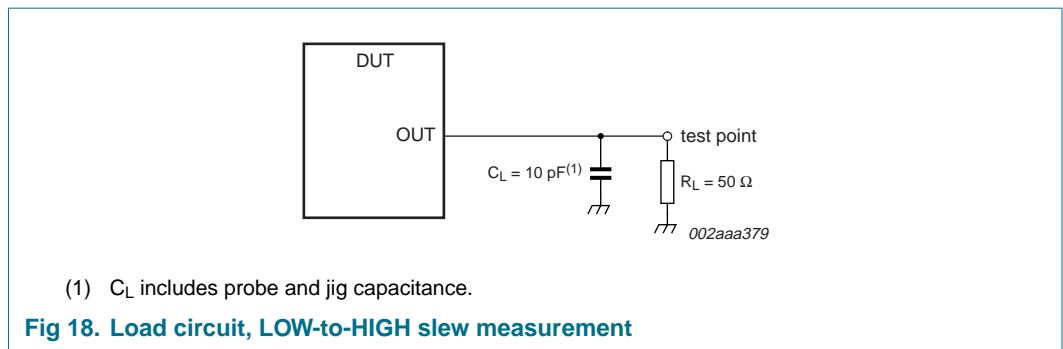 DUT
OUT
test point
C_L = 10 pF(1)
R_L = 50 Ω
002aaa379
(1) C_L includes probe and jig capacitance.
Fig 18. Load circuit, LOW-to-HIGH slew measurement